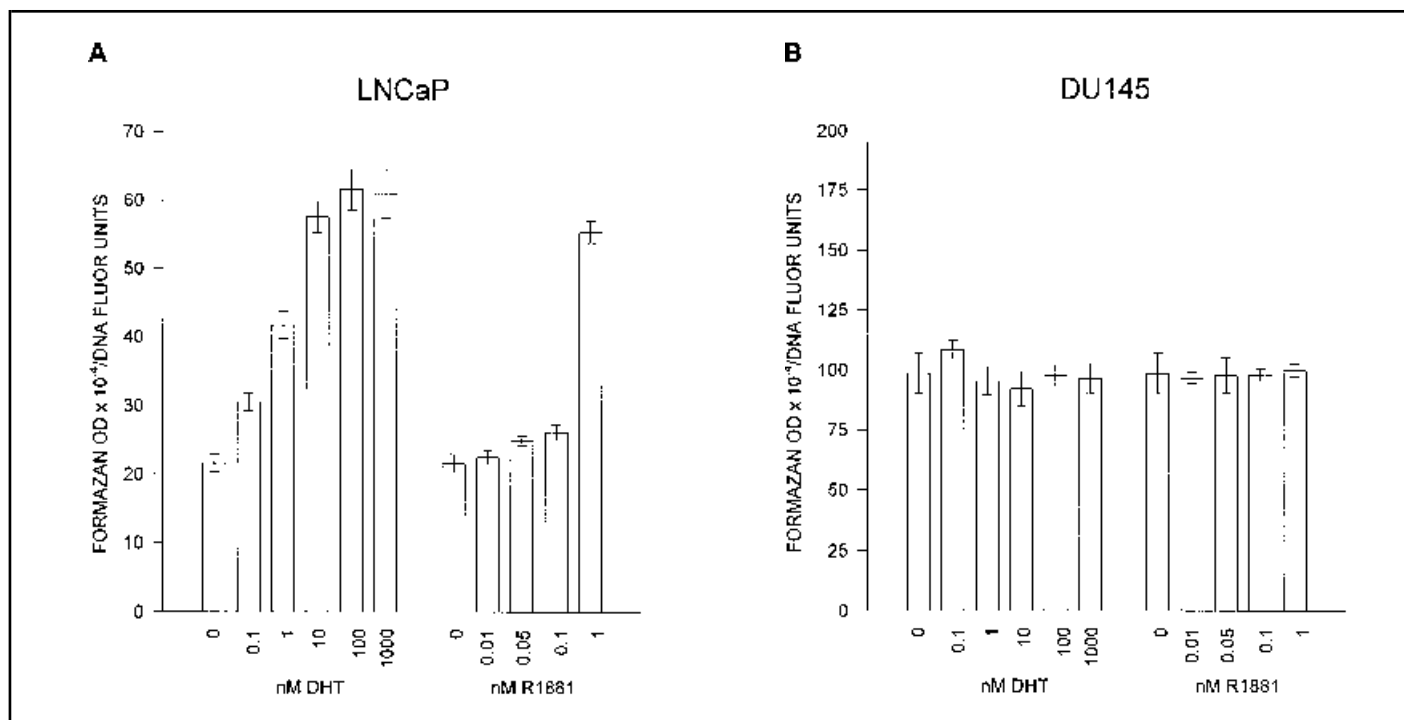 A
LNCaP
FORMAZAN OD x 10⁻⁴/DNA FLUOR UNITS
70
60
50
40
30
20
10
0
0 0.1 1 10 100 1000
nM DHT
0 0.01 0.05 0.1 1
nM R1881
B
DU145
FORMAZAN OD x 10⁻⁴/DNA FLUOR UNITS
200
175
150
125
100
75
50
25
0
0 0.1 1 10 100 1000
nM DHT
0 0.01 0.05 0.1 1
nM R1881